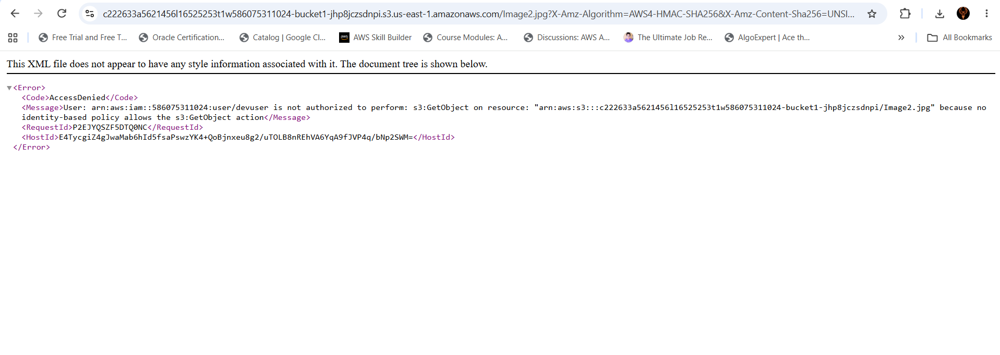 c222633a5621456l16525253t1w586075311024-bucket1-jhp8jczsdnpi.s3.us-east-1.amazonaws.com/Image2.jpg?X-Amz-Algorithm=AWS4-HMAC-SHA256&X-Amz-Content-Sha256=UNSI...
Free Trial and Free T... Oracle Certification... Catalog | Google Cl... aws AWS Skill Builder Course Modules: A... Discussions: AWS A... The Ultimate Job Re... AlgoExpert | Ace th... » All Bookmarks
This XML file does not appear to have any style information associated with it. The document tree is shown below.
▼<Error>
<Code>AccessDenied</Code>
<Message>User: arn:aws:iam::586075311024:user/devuser is not authorized to perform: s3:GetObject on resource: "arn:aws:s3:::c222633a5621456l16525253t1w586075311024-bucket1-jhp8jczsdnpi/Image2.jpg" because no
identity-based policy allows the s3:GetObject action</Message>
<RequestId>P2EJYQSZF5DTQ0NC</RequestId>
<HostId>E4TycgiZ4gJwaMab6hId5fsaPswzYK4+QoBjnxeu8g2/uTOLB8nREhVA6YqA9fJVP4q/bNp2SWM=</HostId>
</Error>